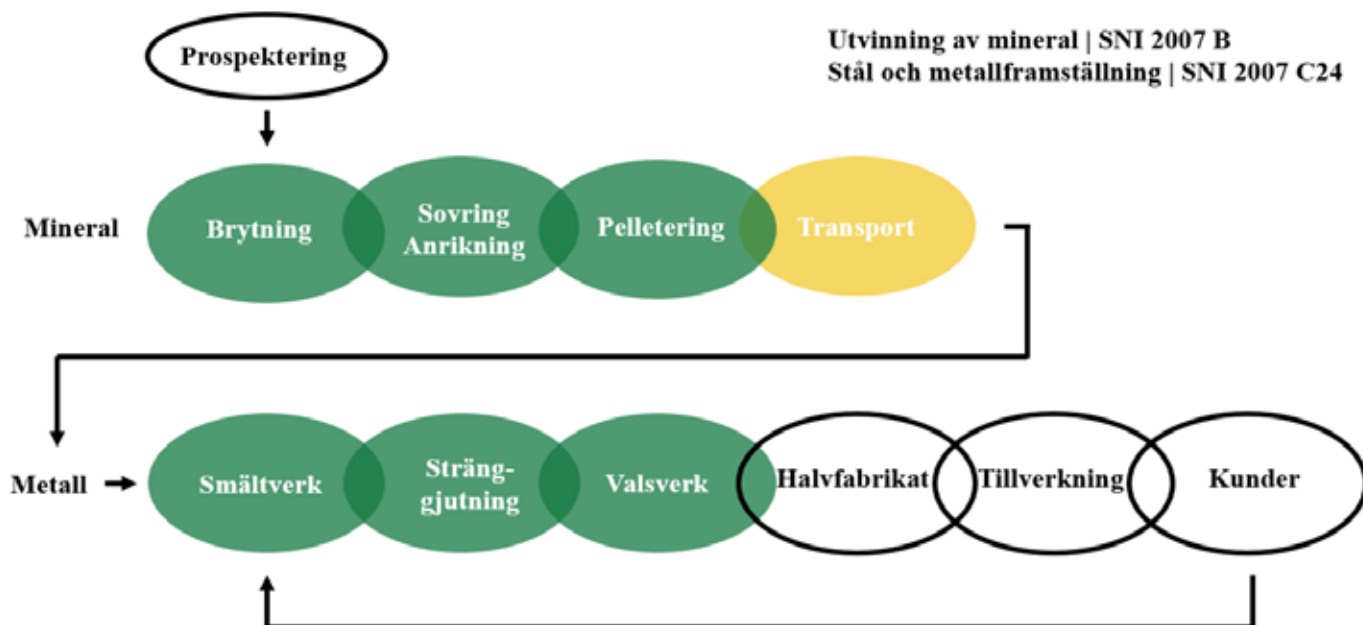 Prospektering
Utvinning av mineral | SNI 2007 B
Stål och metallframställning | SNI 2007 C24
Mineral
Brytning
Sovring
Anrikning
Pelletering
Transport
Metall
Smältverk
Sträng-
gjutning
Valsverk
Halvfabrikat
Tillverkning
Kunder